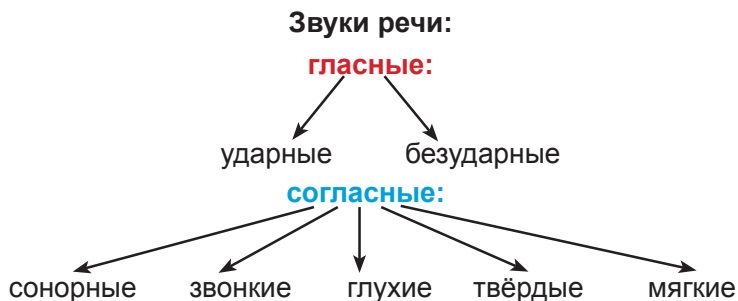 Звуки речи:
гласные:
ударные безударные
согласные:
сонорные звонкие глухие твёрдые мягкие